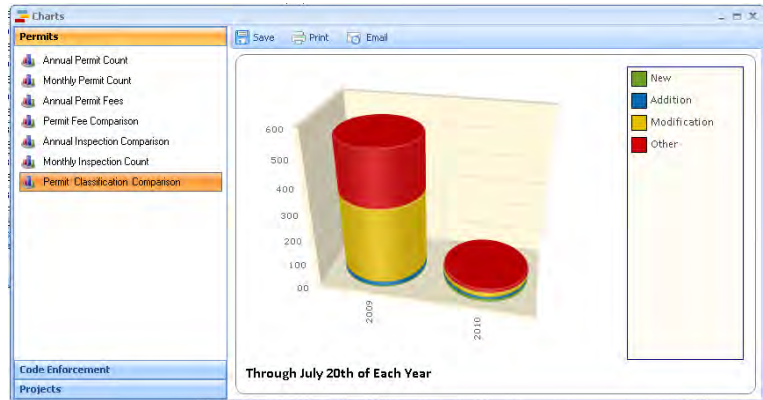 Charts
Permits
Annual Permit Count
Monthly Permit Count
Annual Permit Fees
Permit Fee Comparison
Annual Inspection Comparison
Monthly Inspection Count
Permit Classification Comparison
Code Enforcement
Projects
Save Print Email
600
500
400
300
200
100
00
2009
2010
New
Addition
Modification
Other
Through July 20th of Each Year